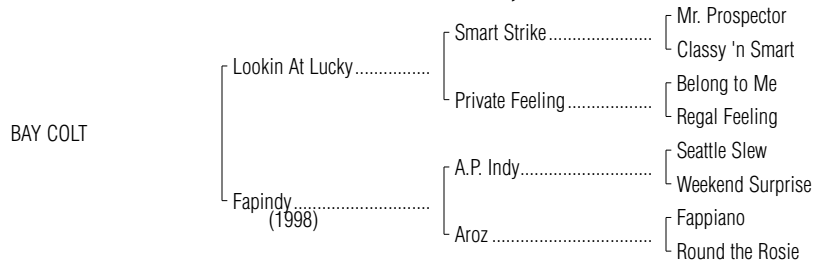 Mr. Prospector
Smart Strike.....................
Classy 'n Smart
Lookin At Lucky...............
Belong to Me
Private Feeling.................
Regal Feeling
BAY COLT
Seattle Slew
A.P. Indy..........................
Weekend Surprise
Fapindy...........................
(1998)
Fappiano
Aroz ................................
Round the Rosie